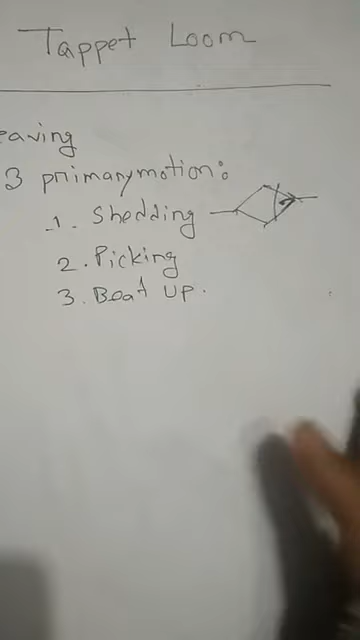 Tappet Loom
eaving
3 primarymotion:
1. Shedding
2. Picking
3. Beat up.